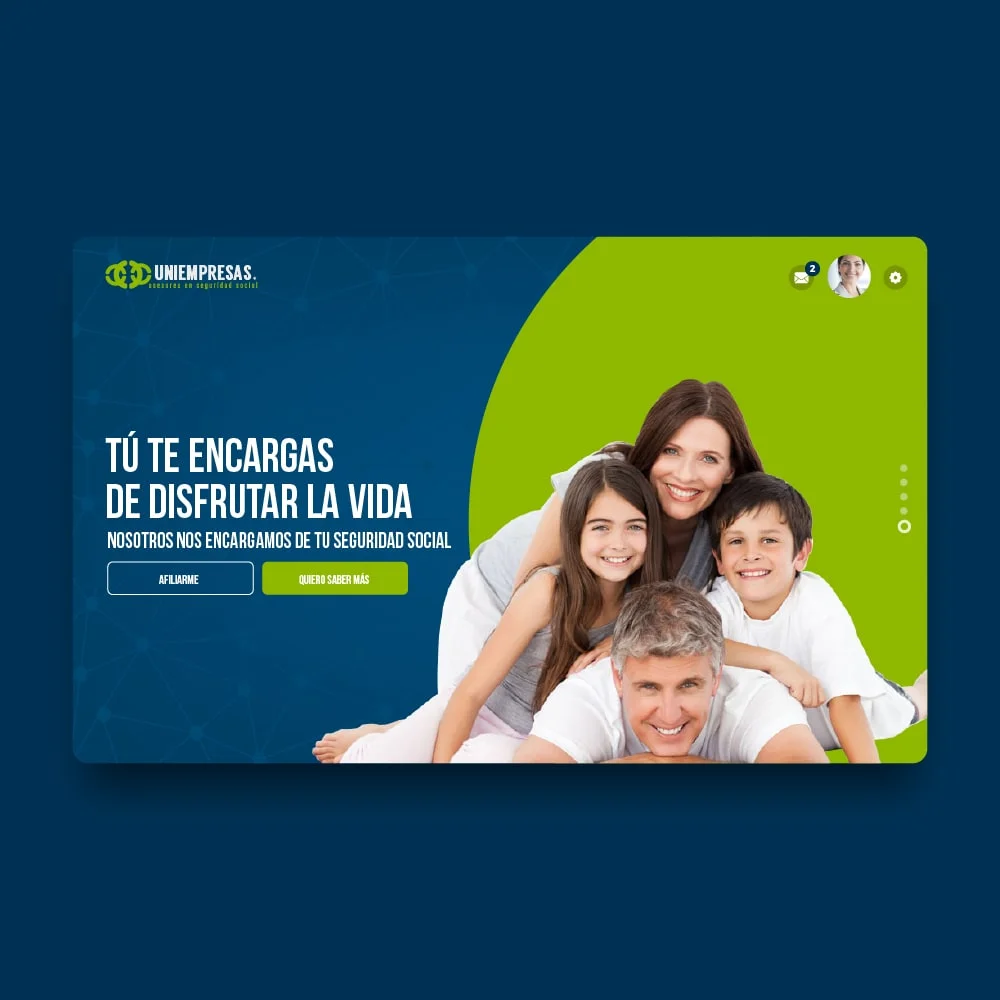 UNIEMPRESAS.
asesores en seguridad social
2
TÚ TE ENCARGAS
DE DISFRUTAR LA VIDA
NOSOTROS NOS ENCARGAMOS DE TU SEGURIDAD SOCIAL
AFILIARME
QUIERO SABER MÁS